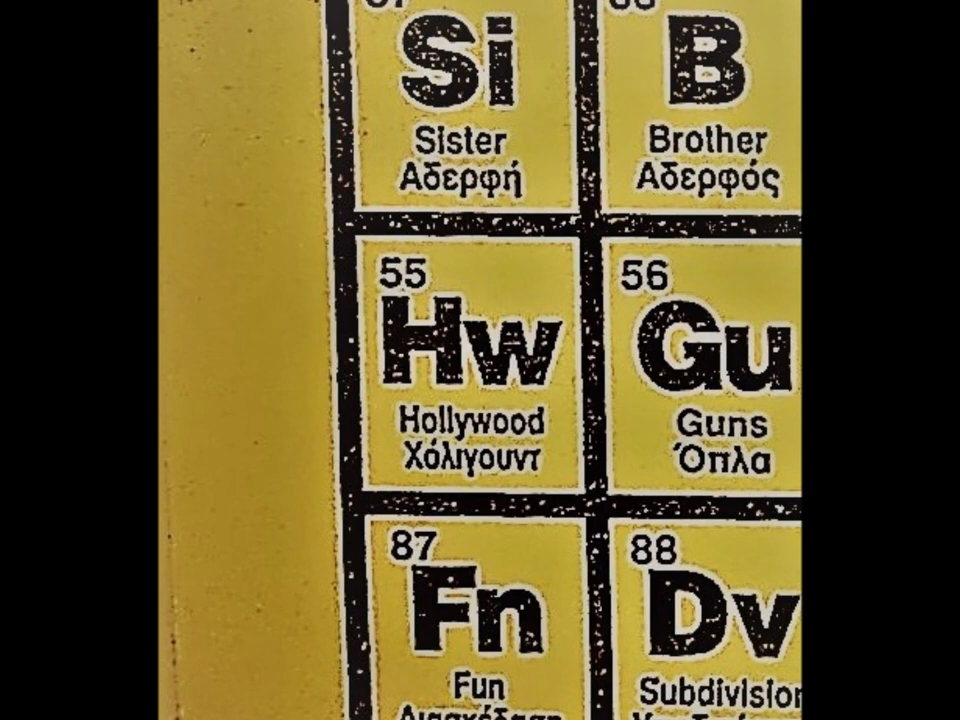 Si B
Sister Brother
Αδερφή Αδερφός
55 56
Hw Gu
Hollywood Guns
Χόλιγουντ Όπλα
87 88
Fn Dv
Fun Subdivision